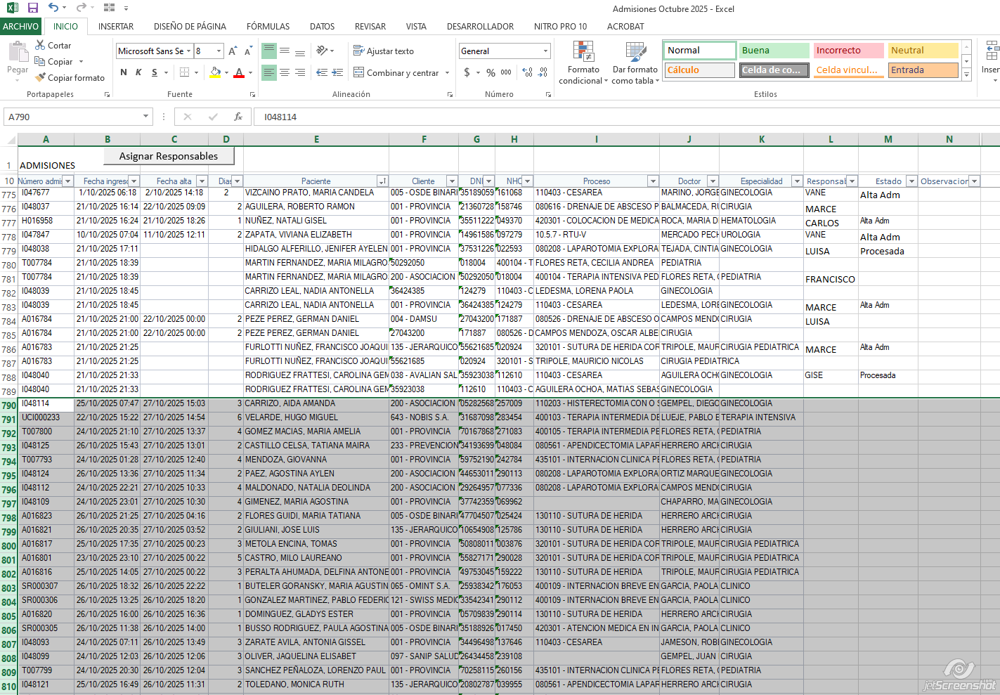 Admisiones Octubre 2025 - Excel
ARCHIVO INICIO INSERTAR DISEÑO DE PÁGINA FÓRMULAS DATOS REVISAR VISTA DESARROLLADOR NITRO PRO 10 ACROBAT
Pegar Cortar Copiar Copiar formato Portapapeles
Microsoft Sans Se 8 A A N K S A Fuente
Ajustar texto Combinar y centrar Alineación
General $ % 000 Número
Formato condicional Dar formato como tabla
Normal Buena Incorrecto Neutral
Cálculo Celda de co... Celda vincul... Entrada
Estilos Inser
A790 fx I048114
A B C D E F G H I J K L M N
1 ADMISIONES Asignar Responsables
10 Número admi Fecha ingreso Fecha alta Dias Paciente Cliente DNI NHC Proceso Doctor Especialidad Responsab Estado Observacion
775 I047677 1/10/2025 06:18 2/10/2025 14:18 2 VIZCAINO PRATO, MARIA CANDELA 005 - OSDE BINARI 35189059 161068 110403 - CESAREA MARINO, JORGE GINECOLOGIA VANE Alta Adm
776 I048037 21/10/2025 16:14 22/10/2025 09:09 2 AGUILERA, ROBERTO RAMON 001 - PROVINCIA 21360728 158746 080616 - DRENAJE DE ABSCESO P BALMACEDA, RU CIRUGIA MARCE
777 H016958 21/10/2025 16:24 21/10/2025 18:26 1 NUÑEZ, NATALI GISEL 001 - PROVINCIA 35511222 049370 420301 - COLOCACION DE MEDICA ROCA, MARIA D HEMATOLOGIA CARLOS Alta Adm
778 I047847 10/10/2025 07:04 11/10/2025 12:11 2 ZAPATA, VIVIANA ELIZABETH 001 - PROVINCIA 14961586 097279 10.5.7 - RTU-V MERCADO PECH UROLOGIA VANE Alta Adm
779 I048038 21/10/2025 17:11 HIDALGO ALFERILLO, JENIFER AYELEN 001 - PROVINCIA 37531226 022593 080208 - LAPAROTOMIA EXPLORA TEJADA, CINTIA GINECOLOGIA LUISA Procesada
780 T007784 21/10/2025 18:39 MARTIN FERNANDEZ, MARIA MILAGRO 50292050 018004 400104 - T FLORES RETA, CECILIA ANDREA PEDIATRIA
781 T007784 21/10/2025 18:39 MARTIN FERNANDEZ, MARIA MILAGRO 200 - ASOCIACION 50292050 018004 400104 - TERAPIA INTENSIVA PED FLORES RETA, C PEDIATRIA FRANCISCO
782 I048039 21/10/2025 18:45 CARRIZO LEAL, NADIA ANTONELLA 36424385 124279 110403 - C LEDESMA, LORENA PAOLA GINECOLOGIA
783 I048039 21/10/2025 18:45 CARRIZO LEAL, NADIA ANTONELLA 001 - PROVINCIA 36424385 124279 110403 - CESAREA LEDESMA, LORE GINECOLOGIA MARCE Alta Adm
784 A016784 21/10/2025 21:00 22/10/2025 00:00 2 PEZE PEREZ, GERMAN DANIEL 004 - DAMSU 27043200 171887 080526 - DRENAJE DE ABSCESO O CAMPOS MEND CIRUGIA LUISA
785 A016784 21/10/2025 21:00 22/10/2025 00:00 2 PEZE PEREZ, GERMAN DANIEL 27043200 171887 080526 - D CAMPOS MENDOZA, OSCAR ALBE CIRUGIA
786 A016783 21/10/2025 21:25 FURLOTTI NUÑEZ, FRANCISCO JOAQUI 135 - JERARQUICO 55621685 020924 320101 - SUTURA DE HERIDA COR TRIPOLE, MAUR CIRUGIA PEDIATRICA MARCE Alta Adm
787 A016783 21/10/2025 21:25 FURLOTTI NUÑEZ, FRANCISCO JOAQUI 55621685 020924 320101 - S TRIPOLE, MAURICIO NICOLAS CIRUGIA PEDIATRICA
788 I048040 21/10/2025 21:33 RODRIGUEZ FRATTESI, CAROLINA GEM 038 - AVALIAN SAL 35923038 112610 110403 - CESAREA AGUILERA OCHO GINECOLOGIA GISE Procesada
789 I048040 21/10/2025 21:33 RODRIGUEZ FRATTESI, CAROLINA GEM 35923038 112610 110403 - C AGUILERA OCHOA, MATIAS SEBAS GINECOLOGIA
790 I048114 25/10/2025 07:47 27/10/2025 15:03 3 CARRIZO, AIDA AMANDA 200 - ASOCIACION 05282568 257009 110203 - HISTERECTOMIA CON O S GEMPEL, DIEGO GINECOLOGIA
791 UCI000233 22/10/2025 15:22 27/10/2025 14:54 6 VELARDE, HUGO MIGUEL 643 - NOBIS S.A. 31687098 283454 400103 - TERAPIA INTERMEDIA DE LUEJE, PABLO E TERAPIA INTENSIVA
792 T007800 24/10/2025 21:10 27/10/2025 13:37 4 GOMEZ MACIAS, MARIA AMELIA 001 - PROVINCIA 70167868 271083 400105 - TERAPIA INTERMEDIA PE FLORES RETA, C PEDIATRIA
793 I048125 26/10/2025 15:43 27/10/2025 13:01 2 CASTILLO CELSA, TATIANA MAIRA 233 - PREVENCION 34193699 048084 080561 - APENDICECTOMIA LAPAR HERRERO ARCH CIRUGIA
794 T007793 24/10/2025 01:28 27/10/2025 12:40 4 MENDOZA, GIOVANNA 001 - PROVINCIA 59752190 242784 435101 - INTERNACION CLINICA PE FLORES RETA, C PEDIATRIA
795 I048124 26/10/2025 13:36 27/10/2025 11:34 2 PAEZ, AGOSTINA AYLEN 200 - ASOCIACION 44653011 290113 080208 - LAPAROTOMIA EXPLORA ORTIZ MARQUE GINECOLOGIA
796 I048112 24/10/2025 22:21 27/10/2025 10:33 4 MALDONADO, NATALIA DEOLINDA 200 - ASOCIACION 29264957 077336 080208 - LAPAROTOMIA EXPLORA CAMPOS MEND CIRUGIA
797 I048109 24/10/2025 23:01 27/10/2025 10:30 4 GIMENEZ, MARIA AGOSTINA 001 - PROVINCIA 37742359 069962 CHAPARRO, MA GINECOLOGIA
798 A016823 26/10/2025 21:25 27/10/2025 04:16 2 FLORES GUIDI, MARIA TATIANA 005 - OSDE BINARI 47704507 025424 130110 - SUTURA DE HERIDA HERRERO ARCH CIRUGIA
799 A016821 26/10/2025 20:35 27/10/2025 03:52 2 GIULIANI, JOSE LUIS 135 - JERARQUICO 10654908 125786 130110 - SUTURA DE HERIDA HERRERO ARCH CIRUGIA
800 A016817 25/10/2025 17:35 27/10/2025 00:23 3 METOLA ENCINA, TOMAS 001 - PROVINCIA 50808011 003876 320101 - SUTURA DE HERIDA COR TRIPOLE, MAUR CIRUGIA PEDIATRICA
801 A016801 23/10/2025 23:10 27/10/2025 00:22 5 CASTRO, MILO LAUREANO 001 - PROVINCIA 55827171 290028 320101 - SUTURA DE HERIDA COR TRIPOLE, MAUR CIRUGIA PEDIATRICA
802 A016816 25/10/2025 14:05 27/10/2025 00:22 3 PERALTA AHUMADA, DELFINA ANTONE 001 - PROVINCIA 49753045 159222 130110 - SUTURA DE HERIDA TRIPOLE, MAUR CIRUGIA PEDIATRICA
803 SR000307 26/10/2025 18:32 26/10/2025 22:22 1 BUTELER GORANSKY, MARIA AGUSTIN 065 - OMINT S.A. 25938342 176053 400109 - INTERNACION BREVE EN GARCIA, PAOLA CLINICO
804 SR000306 26/10/2025 13:25 26/10/2025 18:20 1 GONZALEZ MARTINEZ, PABLO FEDERIC 121 - SWISS MEDIC 33542341 290112 400109 - INTERNACION BREVE EN GARCIA, PAOLA CLINICO
805 A016820 26/10/2025 16:00 26/10/2025 16:36 1 DOMINGUEZ, GLADYS ESTER 001 - PROVINCIA 05709839 290114 130110 - SUTURA DE HERIDA HERRERO ARCH CIRUGIA
806 SR000305 26/10/2025 11:38 26/10/2025 14:00 1 BUSSO RODRIGUEZ, PAULA AGOSTINA 005 - OSDE BINARI 35188926 017450 420301 - ATENCION MEDICA EN IN GARCIA, PAOLA CLINICO
807 I048093 24/10/2025 07:11 26/10/2025 13:49 3 ZARATE AVILA, ANTONIA GISSEL 001 - PROVINCIA 34496498 137646 110403 - CESAREA JAMESON, ROBE GINECOLOGIA
808 I048099 24/10/2025 12:03 26/10/2025 12:06 3 OLIVER, JAQUELINA ELISABET 097 - SANIP SALUD 26434458 239108 GEMPEL, JUAN CIRUGIA
809 T007799 24/10/2025 20:30 26/10/2025 12:04 3 SANCHEZ PEÑALOZA, LORENZO PAUL 001 - PROVINCIA 70258115 260156 435101 - INTERNACION CLINICA PE FLORES RETA, C PEDIATRIA
810 I048121 25/10/2025 16:49 26/10/2025 11:31 2 TOLEDANO, MONICA RUTH 135 - JERARQUICO 20802787 039955 080561 - APENDICECTOMIA LAPAR HERRERO ARCH CIRUGIA
jetScreenshot.com